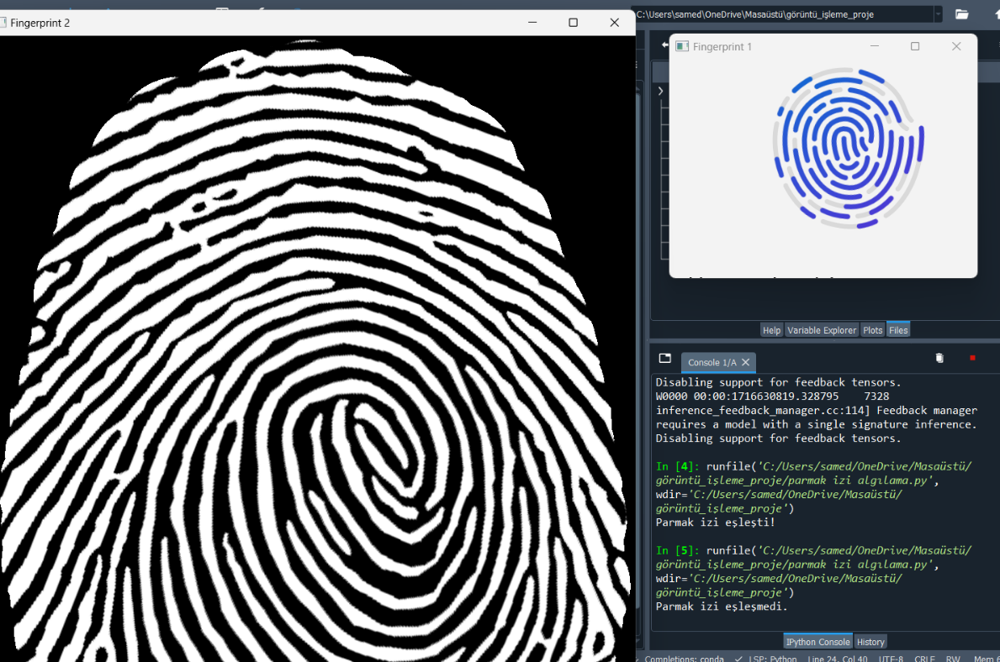 Fingerprint 2
C:\Users\samed\OneDrive\Masaüstü\görüntü_işleme_proje
Fingerprint 1
Help Variable Explorer Plots Files
Console 1/A
Disabling support for feedback tensors.
W0000 00:00:1716630819.328795 7328
inference_feedback_manager.cc:114] Feedback manager
requires a model with a single signature inference.
Disabling support for feedback tensors.
In [4]: runfile('C:/Users/samed/OneDrive/Masaüstü/
görüntü_işleme_proje/parmak izi algılama.py',
wdir='C:/Users/samed/OneDrive/Masaüstü/
görüntü_işleme_proje')
Parmak izi eşleşti!
In [5]: runfile('C:/Users/samed/OneDrive/Masaüstü/
görüntü_işleme_proje/parmak izi algılama.py',
wdir='C:/Users/samed/OneDrive/Masaüstü/
görüntü_işleme_proje')
Parmak izi eşleşmedi.
IPython Console History
Completions: conda LSP: Python Line 24, Col 40 UTF-8 CRLF RW Mem 6